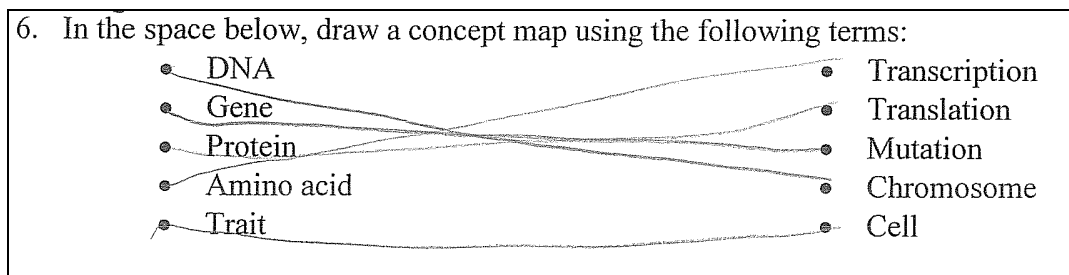 6. In the space below, draw a concept map using the following terms:
DNA
Gene
Protein
Amino acid
Trait
Transcription
Translation
Mutation
Chromosome
Cell